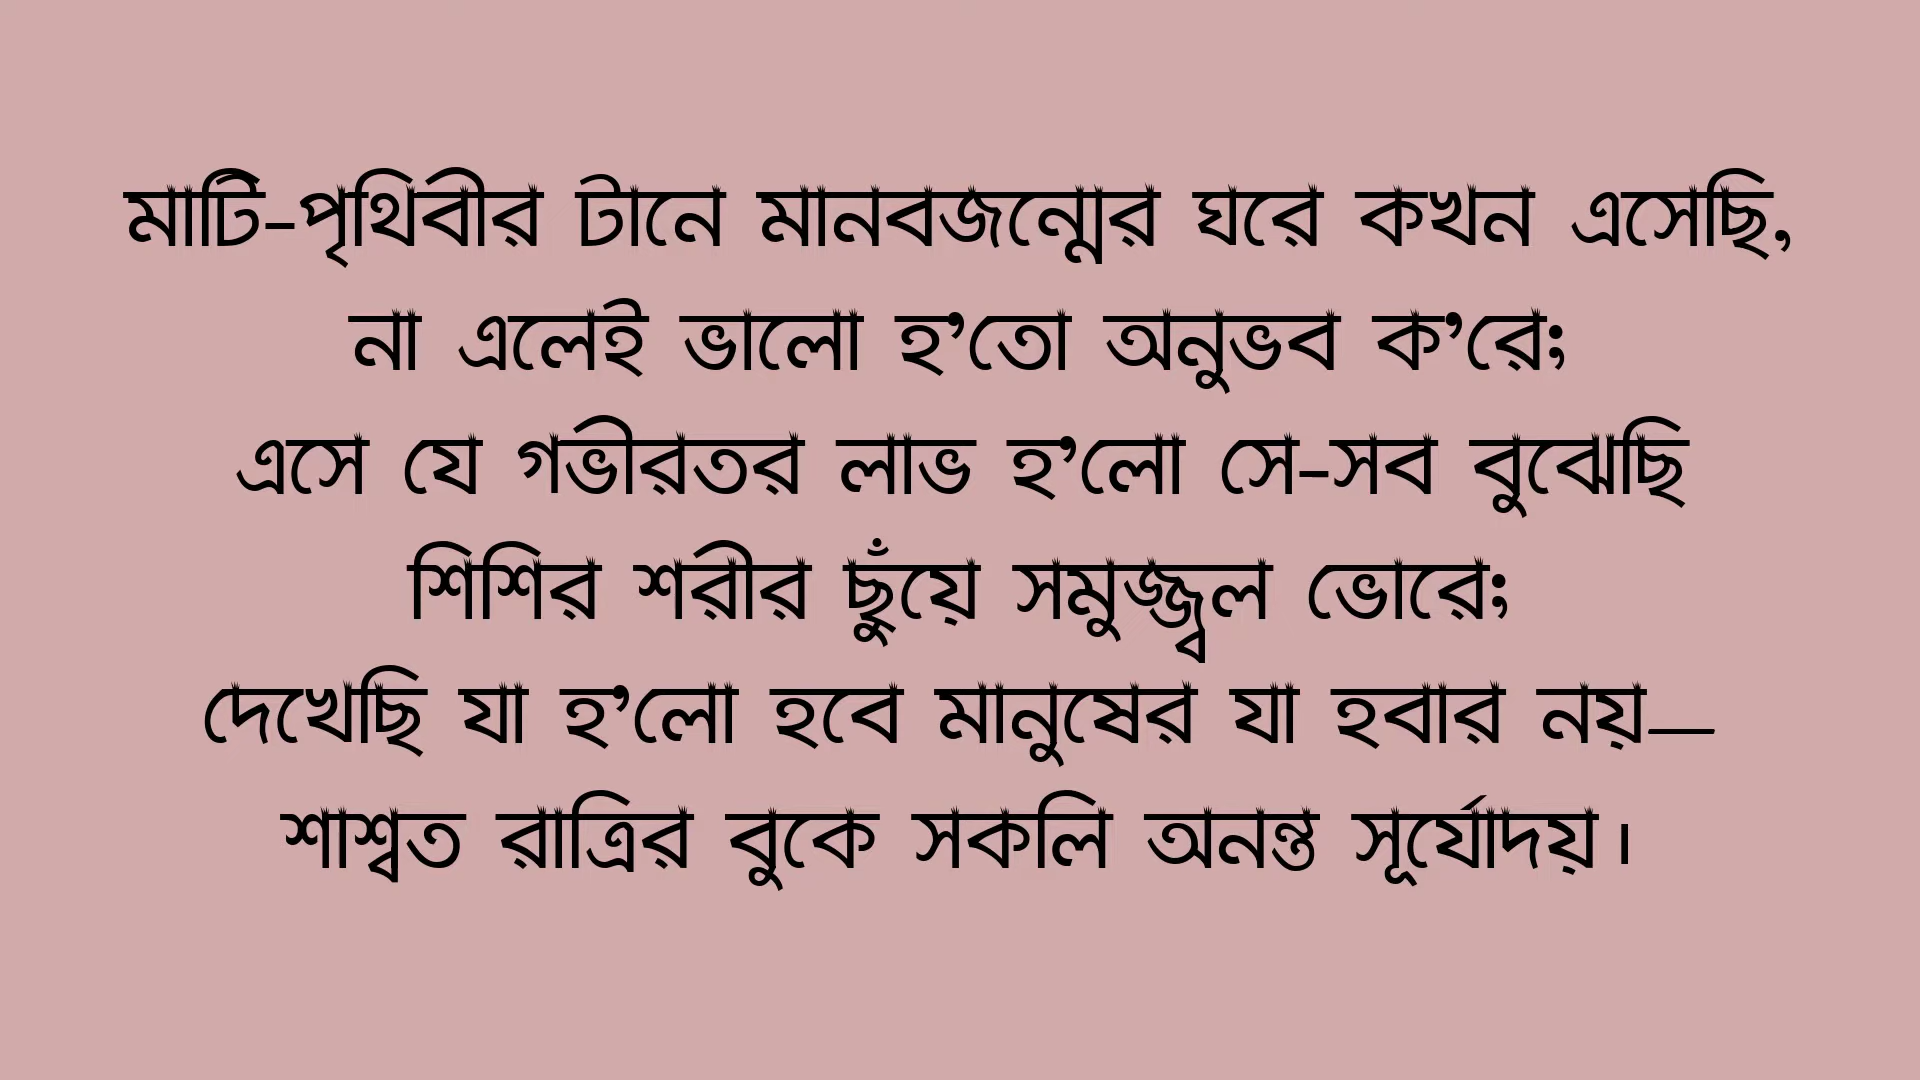 মাটি-পৃথিবীর টানে মানবজন্মের ঘরে কখন এসেছি,
না এলেই ভালো হ’তো অনুভব ক’রে;
এসে যে গভীরতর লাভ হ’লো সে-সব বুঝেছি
শিশির শরীর ছুঁয়ে সমুজ্জ্বল ভোরে;
দেখেছি যা হ’লো হবে মানুষের যা হবার নয়—
শাশ্বত রাত্রির বুকে সকলি অনন্ত সূর্যোদয়।